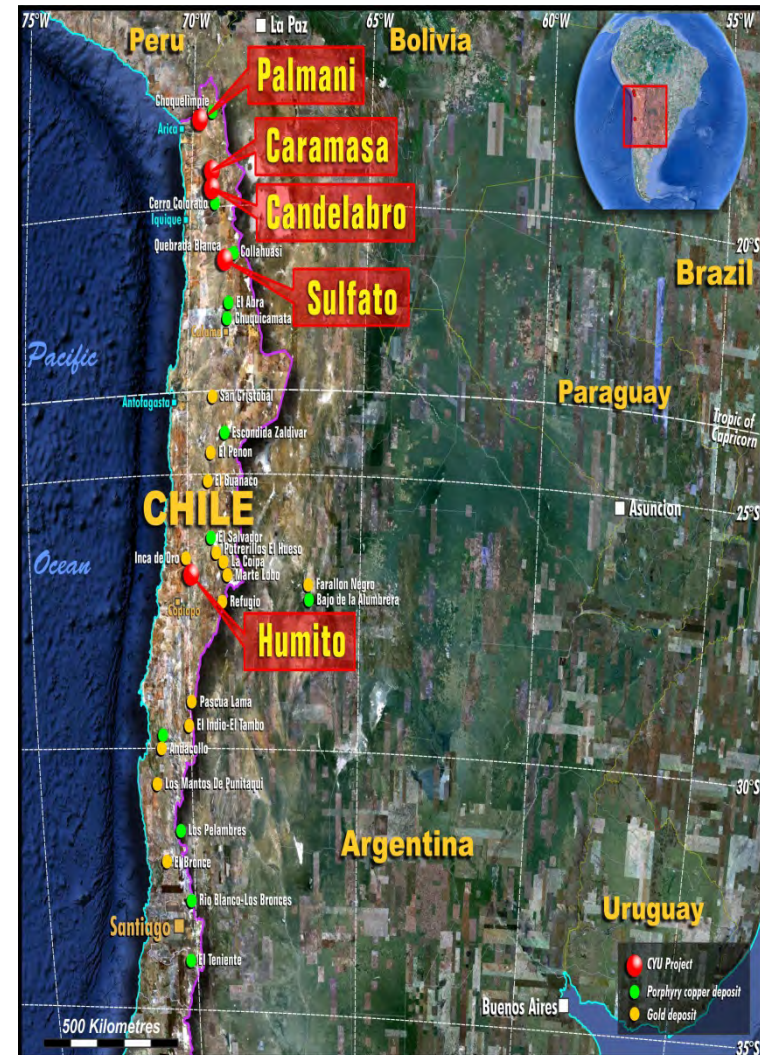 75°W
70°W
La Paz
65°W
60°W
55°W
Peru
Bolivia
Palmani
Choquelimpie
Arica
Caramasa
Candelabro
Cerro Colorado
Iquique
20°S
Quebrada Blanca
Collahuasi
Brazil
Sulfato
El Abra
Chuquicamata
Calama
Pacific
Paraguay
San Cristobal
Antofagasta
Tropic of
Capricorn
Escondida Zaldivar
El Penon
El Guanaco
CHILE
Asuncion
25°S
El Salvador
Potrerillos El Hueso
Inca de Oro
La Coipa
Ocean
Marte Lobo
Farallon Negro
Bajo de la Alumbrera
Refugio
Copiapo
Humito
Pascua Lama
El Indio-El Tambo
Andacollo
Los Mantos De Punitaqui
30°S
Los Pelambres
Argentina
El Bronce
Rio Blanco-Los Bronces
Uruguay
Santiago
El Teniente
CYU Project
Porphyry copper deposit
Gold deposit
Buenos Aires
500 Kilometres
35°S